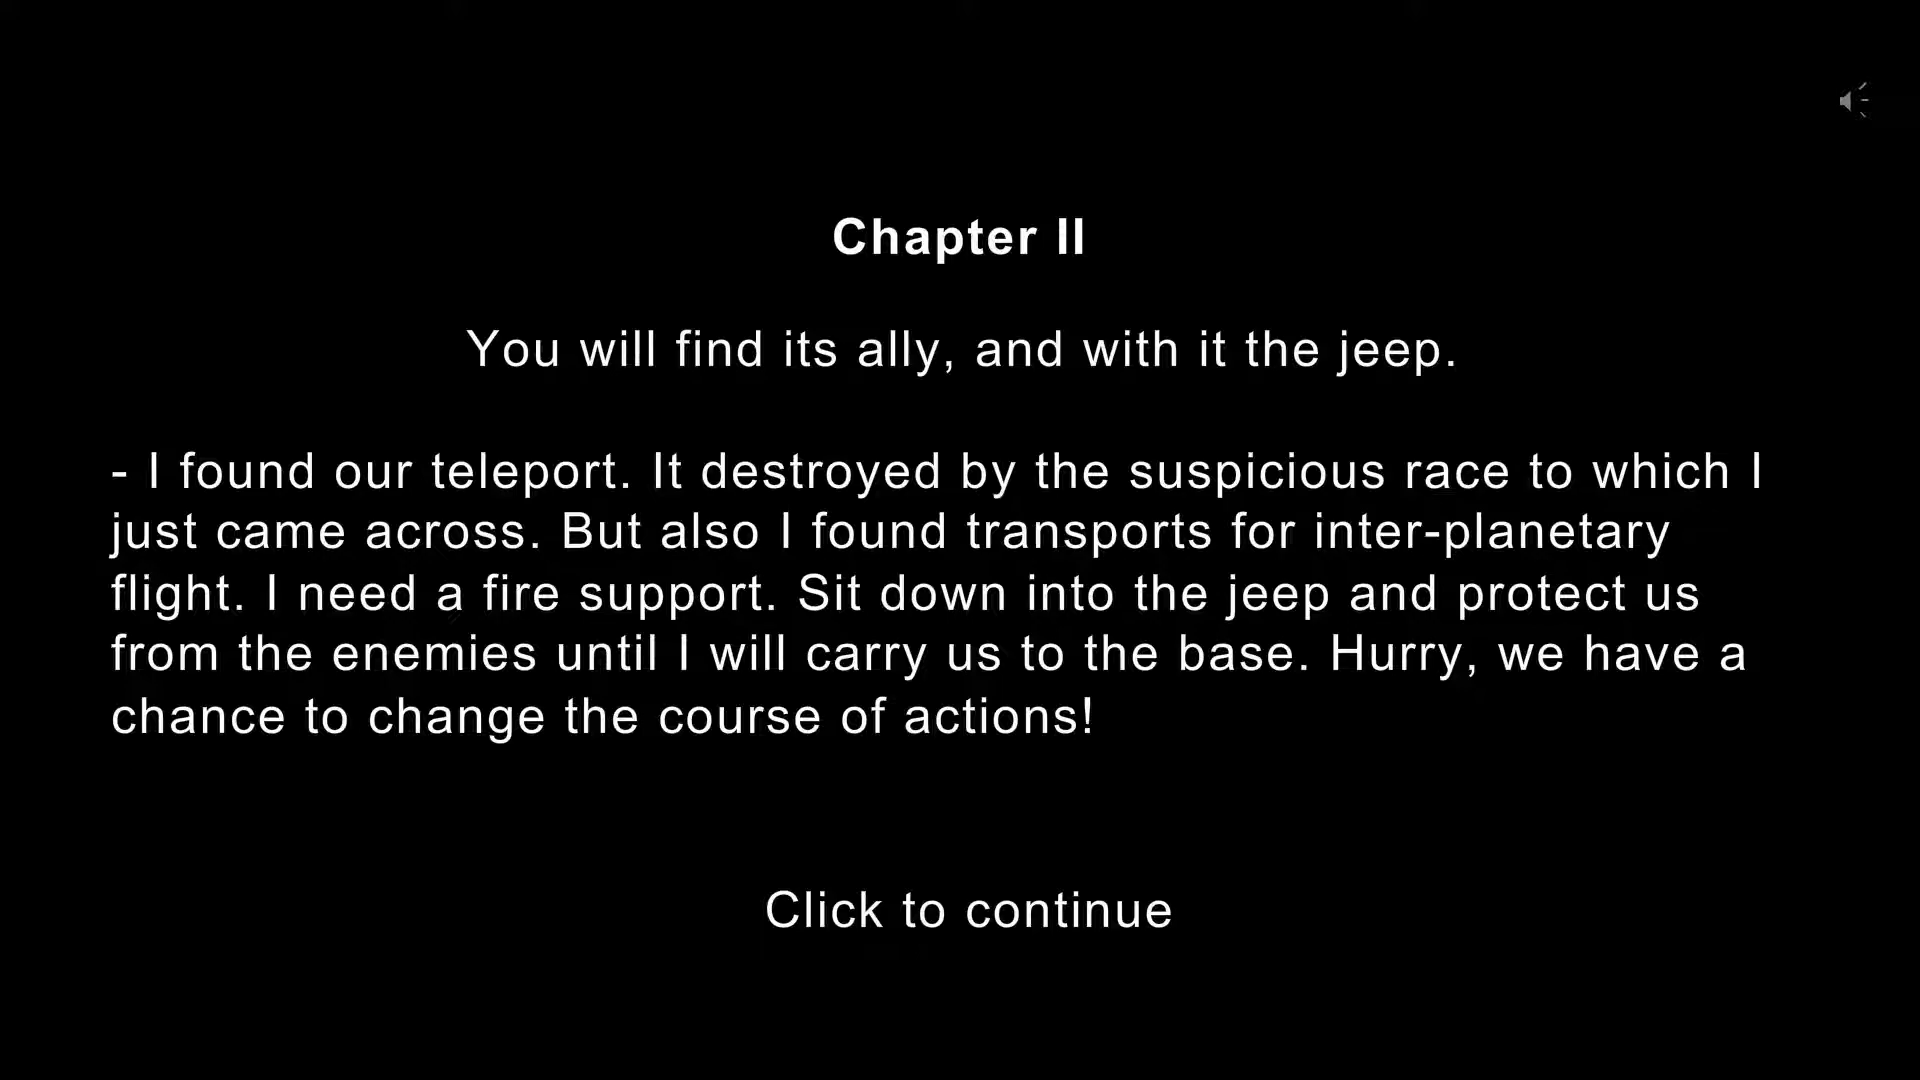 Chapter II
You will find its ally, and with it the jeep.
- I found our teleport. It destroyed by the suspicious race to which I
just came across. But also I found transports for inter-planetary
flight. I need a fire support. Sit down into the jeep and protect us
from the enemies until I will carry us to the base. Hurry, we have a
chance to change the course of actions!
Click to continue